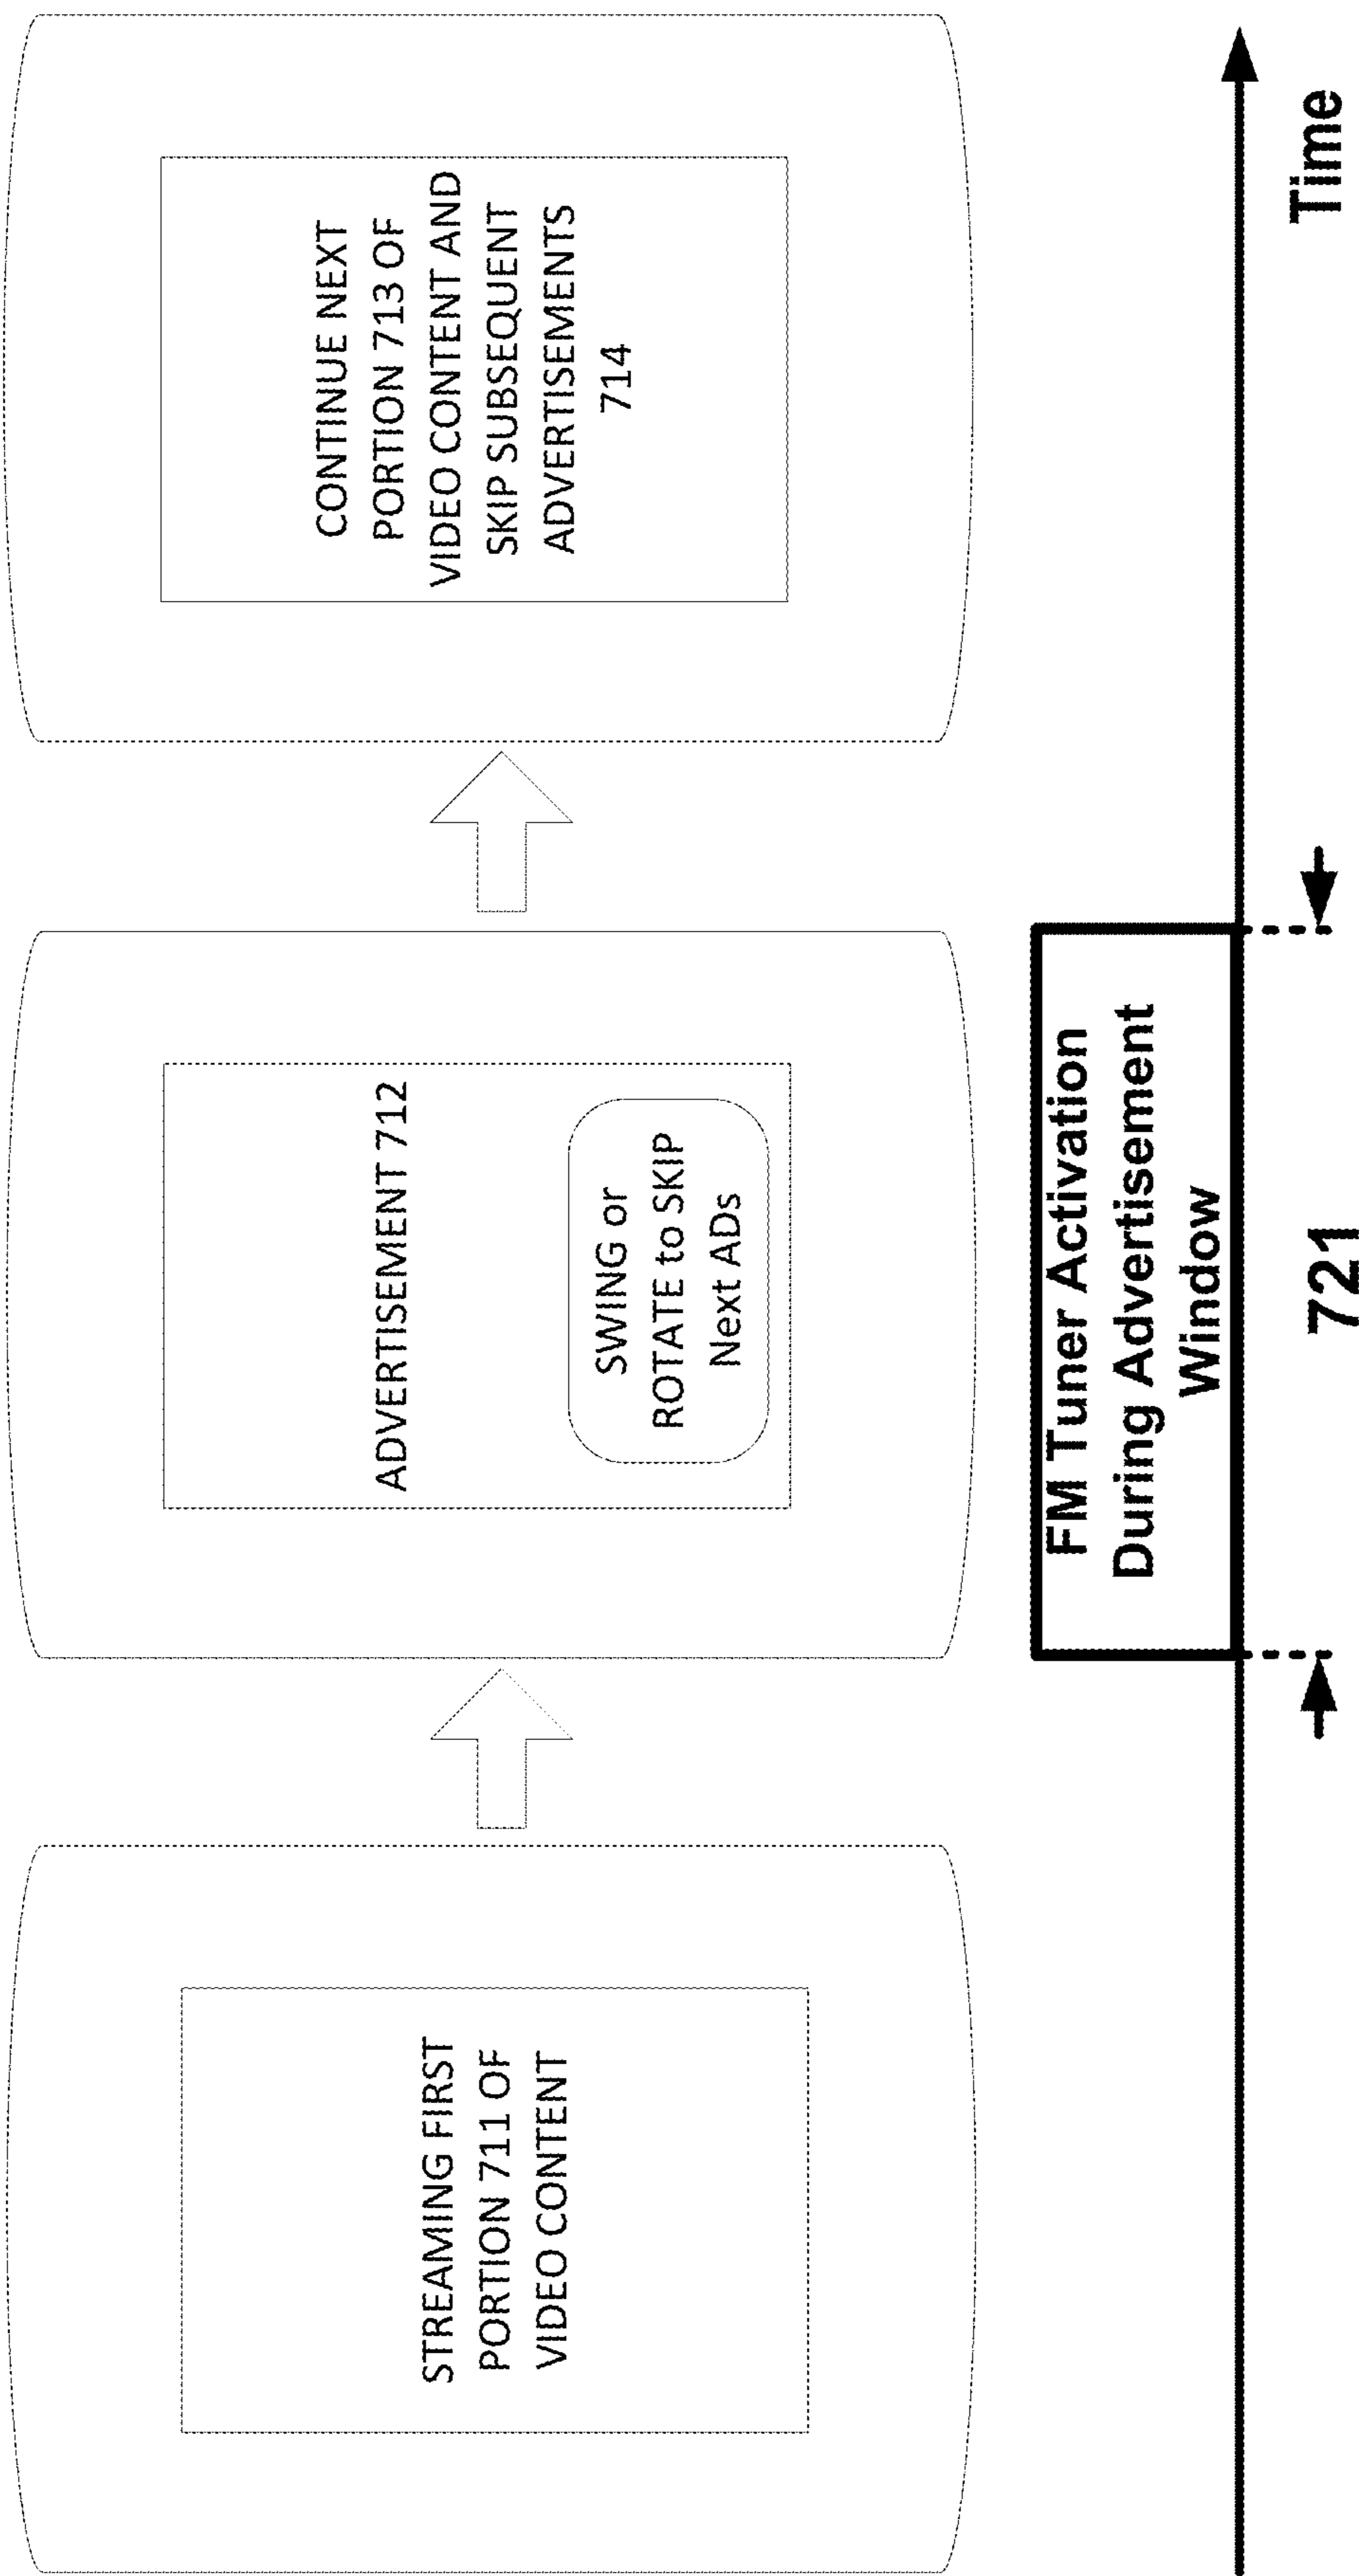 STREAMING FIRST
PORTION 711 OF
VIDEO CONTENT
ADVERTISEMENT 712
SWING or
ROTATE to SKIP
Next ADs
CONTINUE NEXT
PORTION 713 OF
VIDEO CONTENT AND
SKIP SUBSEQUENT
ADVERTISEMENTS
714
FM Tuner Activation
During Advertisement
Window
721
Time